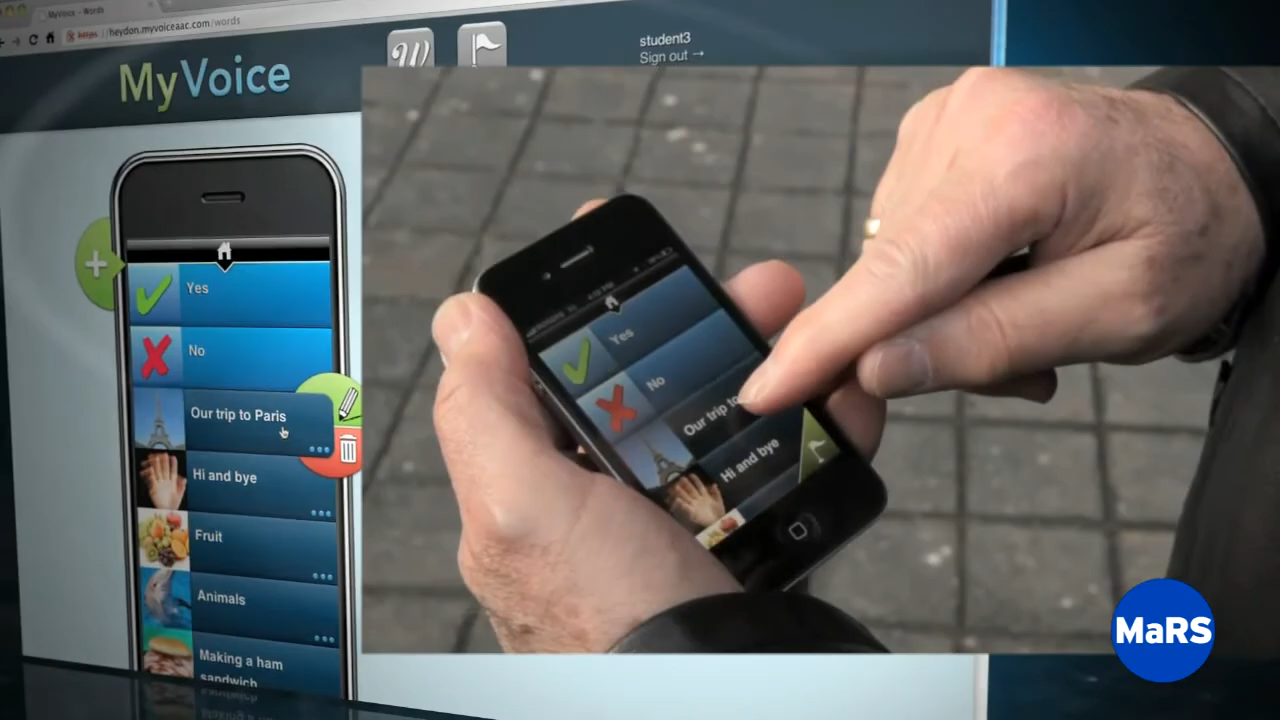 MyVoice – Words
https://heydon.myvoiceaac.com/words
MyVoice
W
student3
Sign out →
Yes
No
Our trip to Paris
Hi and bye
Fruit
Animals
Making a ham
sandwich
Yes
No
Our trip to
Hi and bye
MaRS